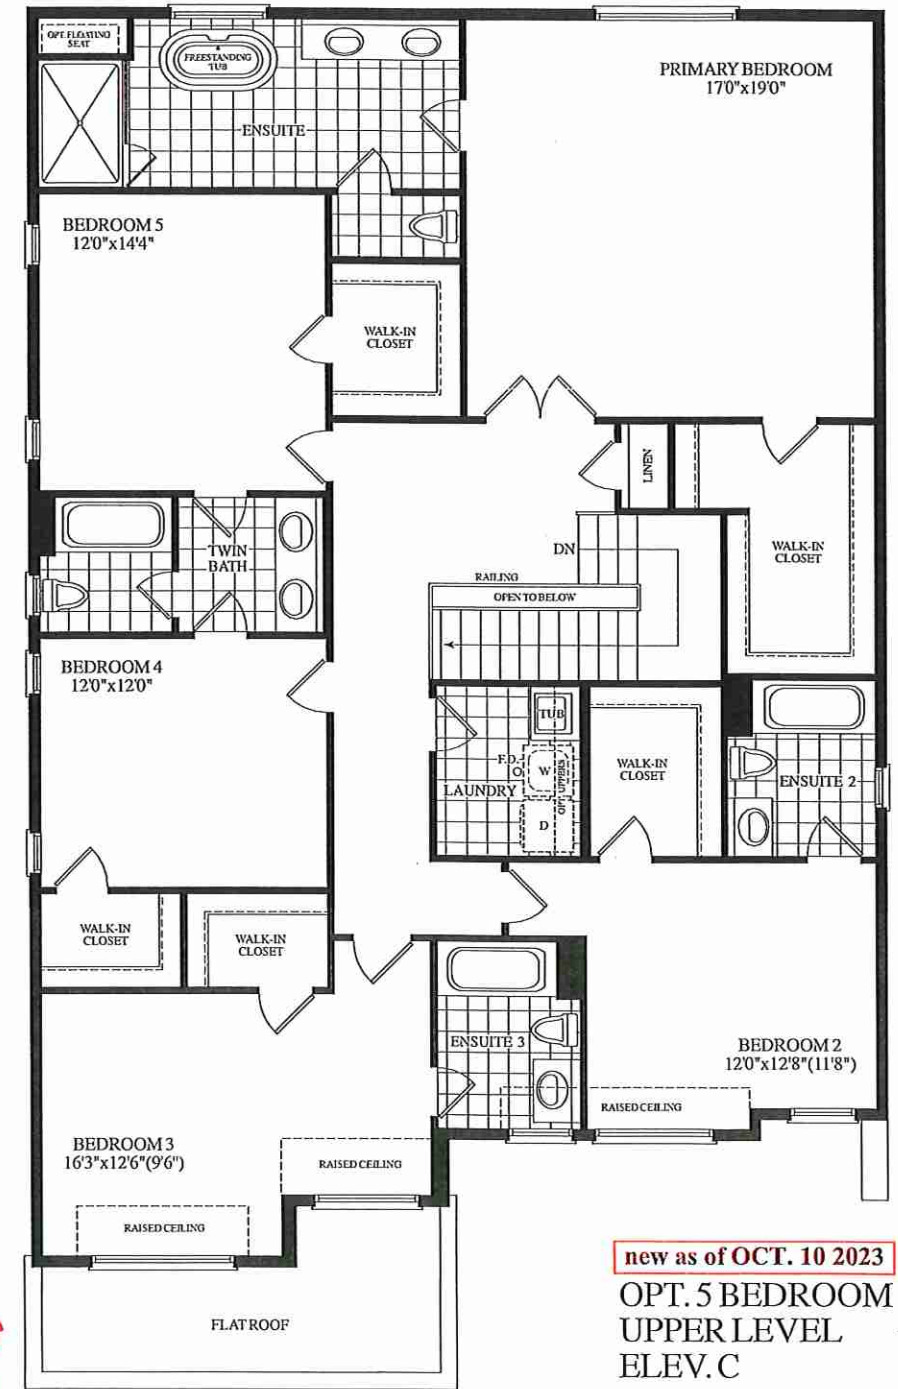 OPT. FLOATING
SEAT
FREESTANDING
TUB
ENSUITE
PRIMARY BEDROOM
17'0"x19'0"
BEDROOM 5
12'0"x14'4"
WALK-IN
CLOSET
LINEN
WALK-IN
CLOSET
TWIN
BATH
DN
RAILING
OPEN TO BELOW
BEDROOM 4
12'0"x12'0"
TUB
F.D.
O
W
OPT. UPPERS
LAUNDRY
D
WALK-IN
CLOSET
ENSUITE 2
WALK-IN
CLOSET
WALK-IN
CLOSET
ENSUITE 3
BEDROOM 2
12'0"x12'8"(11'8")
RAISED CEILING
BEDROOM 3
16'3"x12'6"(9'6")
RAISED CEILING
RAISED CEILING
FLAT ROOF
new as of OCT. 10 2023
OPT. 5 BEDROOM
UPPER LEVEL
ELEV. C